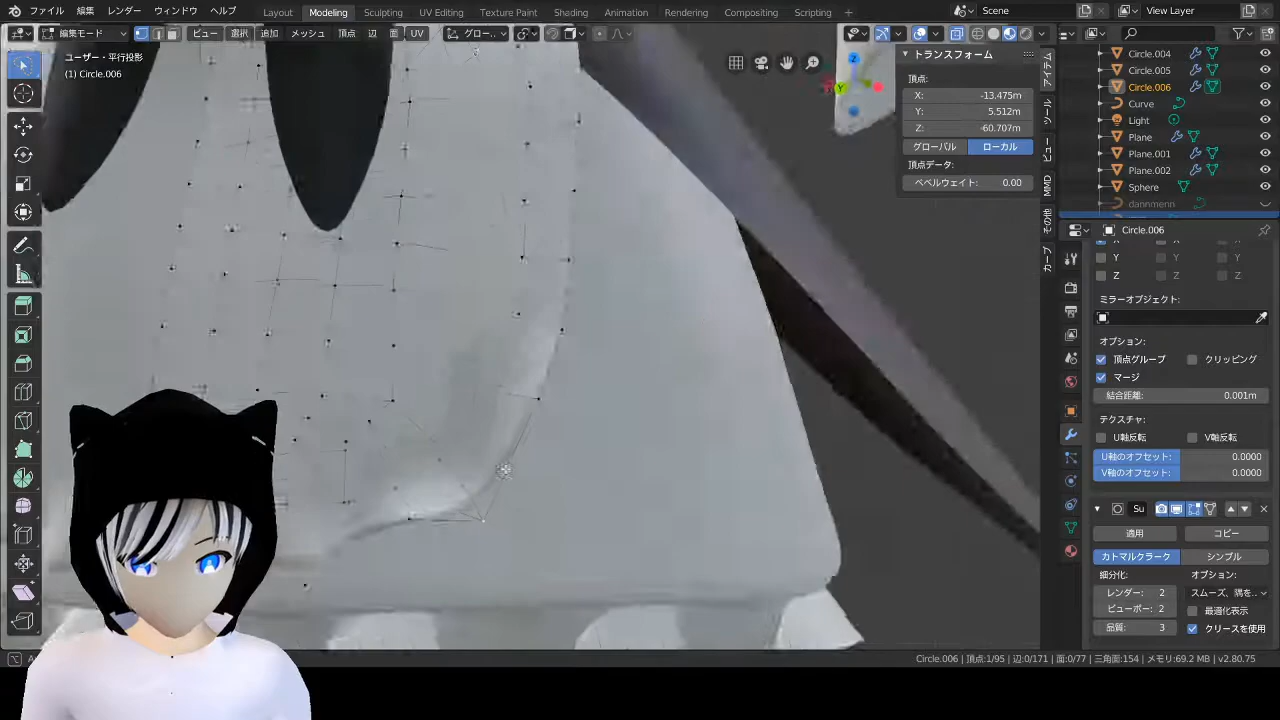 ファイル 編集 レンダー ウィンドウ ヘルプ Layout Modeling Sculpting UV Editing Texture Paint Shading Animation Rendering Compositing Scripting + Scene View Layer
編集モード ビュー 選択 追加 メッシュ 頂点 辺 面 UV グロー..
ユーザー・平行投影
(1) Circle.006
トランスフォーム
頂点:
X: -13.475m
Y: 5.512m
Z: -60.707m
グローバル ローカル
頂点データ:
ベベルウェイト: 0.00
アイテム
ツール
ビュー
MMD
その他
カーブ
Y
Z
Circle.004
Circle.005
Circle.006
Curve
Light
Plane
Plane.001
Plane.002
Sphere
dannmenn
Circle.006
X
Y Y Y
Z Z Z
ミラーオブジェクト:
オプション:
頂点グループ クリッピング
マージ
結合距離: 0.001m
テクスチャ:
U軸反転 V軸反転
U軸のオフセット: 0.0000
V軸のオフセット: 0.0000
Su
適用 コピー
カトマルクラーク シンプル
細分化: オプション:
レンダー: 2 スムーズ、隅を..
ビューポー: 2 最適化表示
品質: 3 クリースを使用
Circle.006 | 頂点:1/95 | 辺:0/171 | 面:0/77 | 三角面:154 | メモリ:69.2 MB | v2.80.75